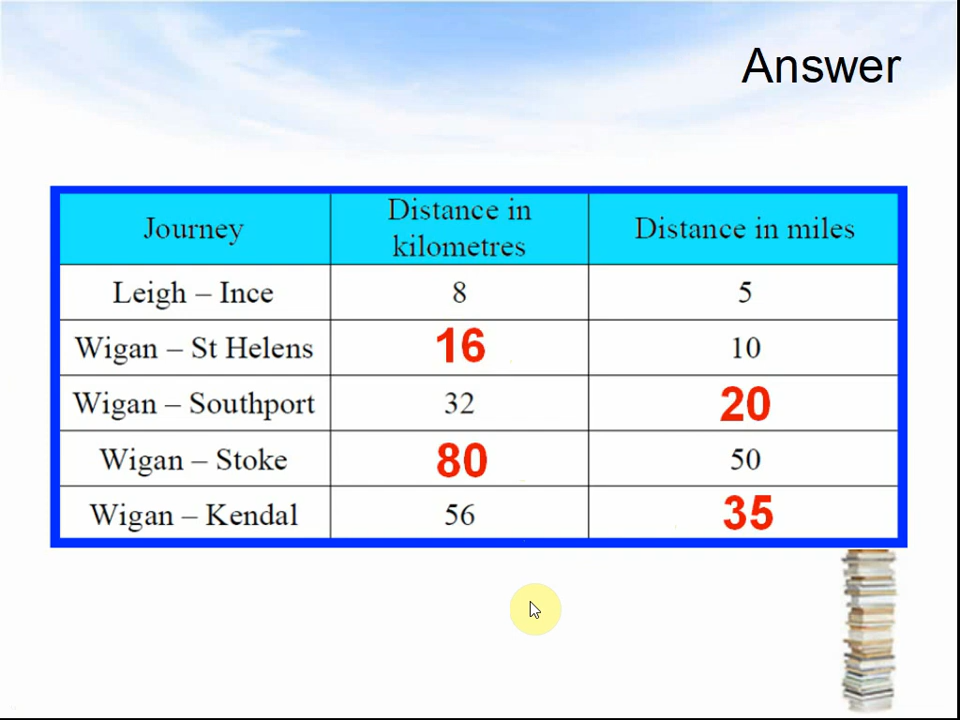 Answer
Journey Distance in kilometres Distance in miles
Leigh – Ince 8 5
Wigan – St Helens 16 10
Wigan – Southport 32 20
Wigan – Stoke 80 50
Wigan – Kendal 56 35